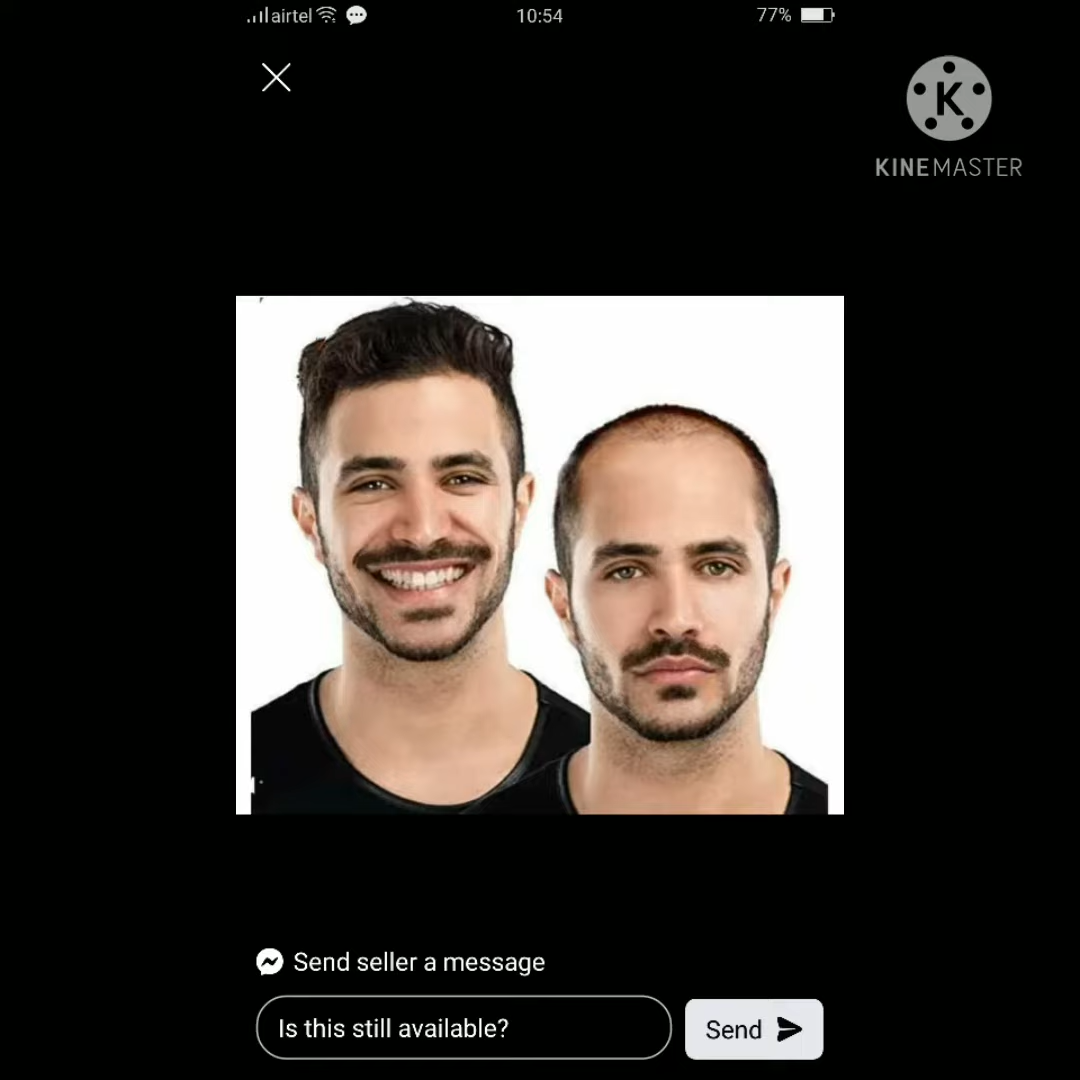 airtel 10:54 77%
K
KINEMASTER
Send seller a message
Is this still available?
Send